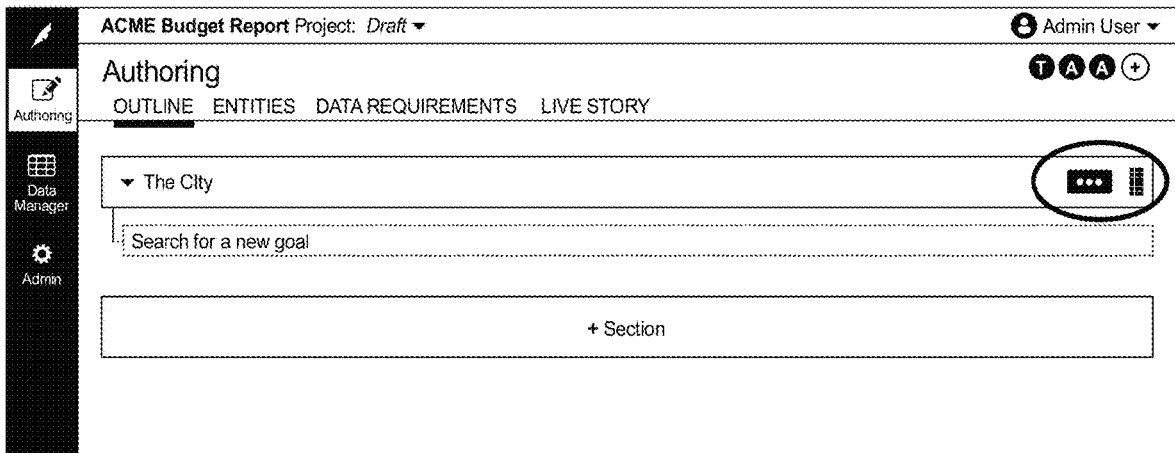 ACME Budget Report Project: Draft
Admin User
Authoring
T A A +
Authoring
OUTLINE ENTITIES DATA REQUIREMENTS LIVE STORY
Data
Manager
The CIty
Search for a new goal
Admin
+ Section